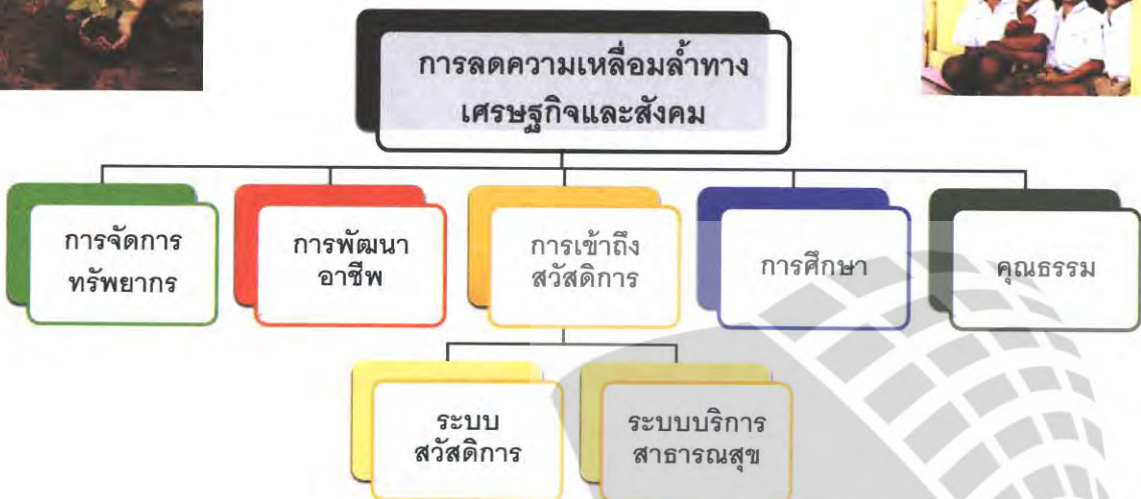 การลดความเหลื่อมล้ำทาง
เศรษฐกิจและสังคม
การจัดการ
ทรัพยากร
การพัฒนา
อาชีพ
การเข้าถึง
สวัสดิการ
การศึกษา
คุณธรรม
ระบบ
สวัสดิการ
ระบบบริการ
สาธารณสุข